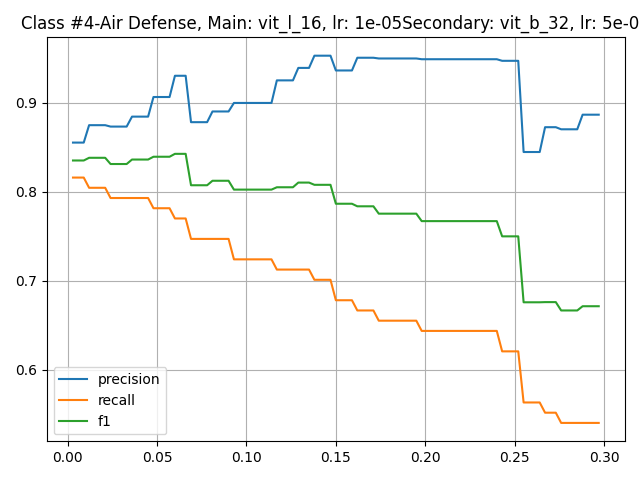 Class #4-Air Defense, Main: vit_l_16, lr: 1e-05Secondary: vit_b_32, lr: 5e-0
0.9
0.8
0.7
0.6
precision
recall
f1
0.00 0.05 0.10 0.15 0.20 0.25 0.30